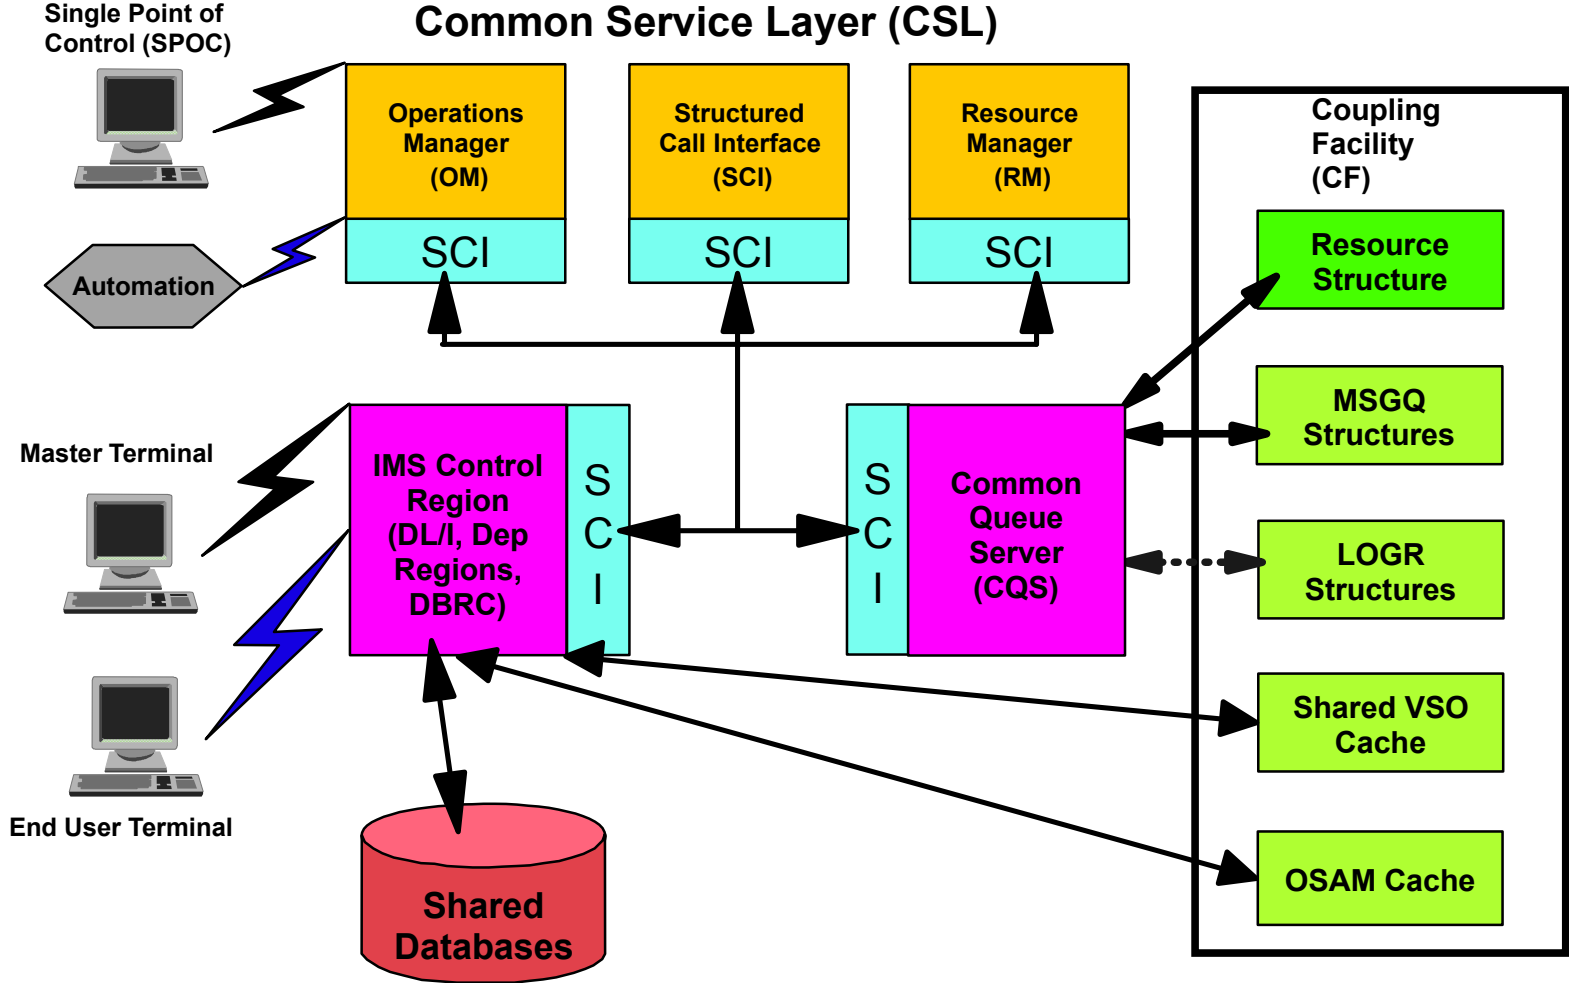 Single Point of
Control (SPOC)
Common Service Layer (CSL)
Operations
Manager
(OM)
SCI
Structured
Call Interface
(SCI)
SCI
Resource
Manager
(RM)
SCI
Automation
Coupling
Facility
(CF)
Resource
Structure
MSGQ
Structures
LOGR
Structures
Shared VSO
Cache
OSAM Cache
Master Terminal
End User Terminal
IMS Control
Region
(DL/I, Dep
Regions,
DBRC)
S
C
I
S
C
I
Common
Queue
Server
(CQS)
Shared
Databases